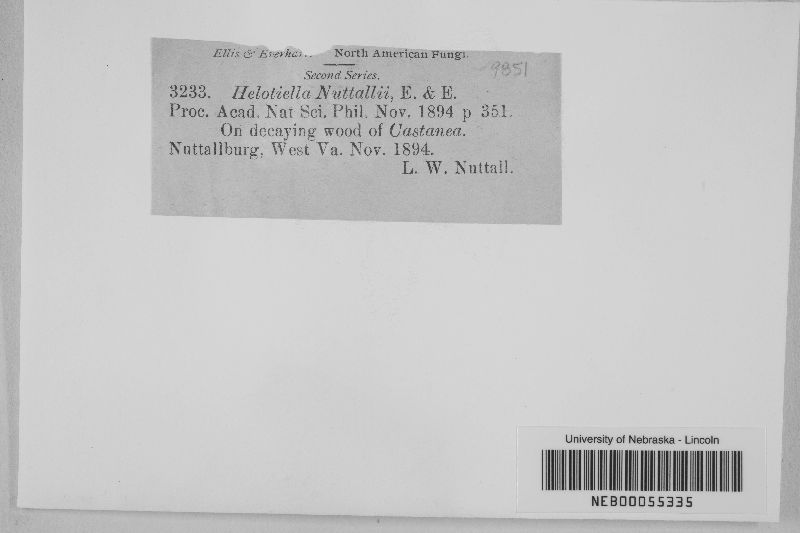 Ellis & Everha... North American Fungi.
Second Series. 9851
3233. Helotiella Nuttallii, E. & E.
Proc. Acad. Nat Sci. Phil. Nov. 1894 p 351.
On decaying wood of Castanea.
Nuttallburg, West Va. Nov. 1894.
L. W. Nuttall.
University of Nebraska - Lincoln
NEB00055335